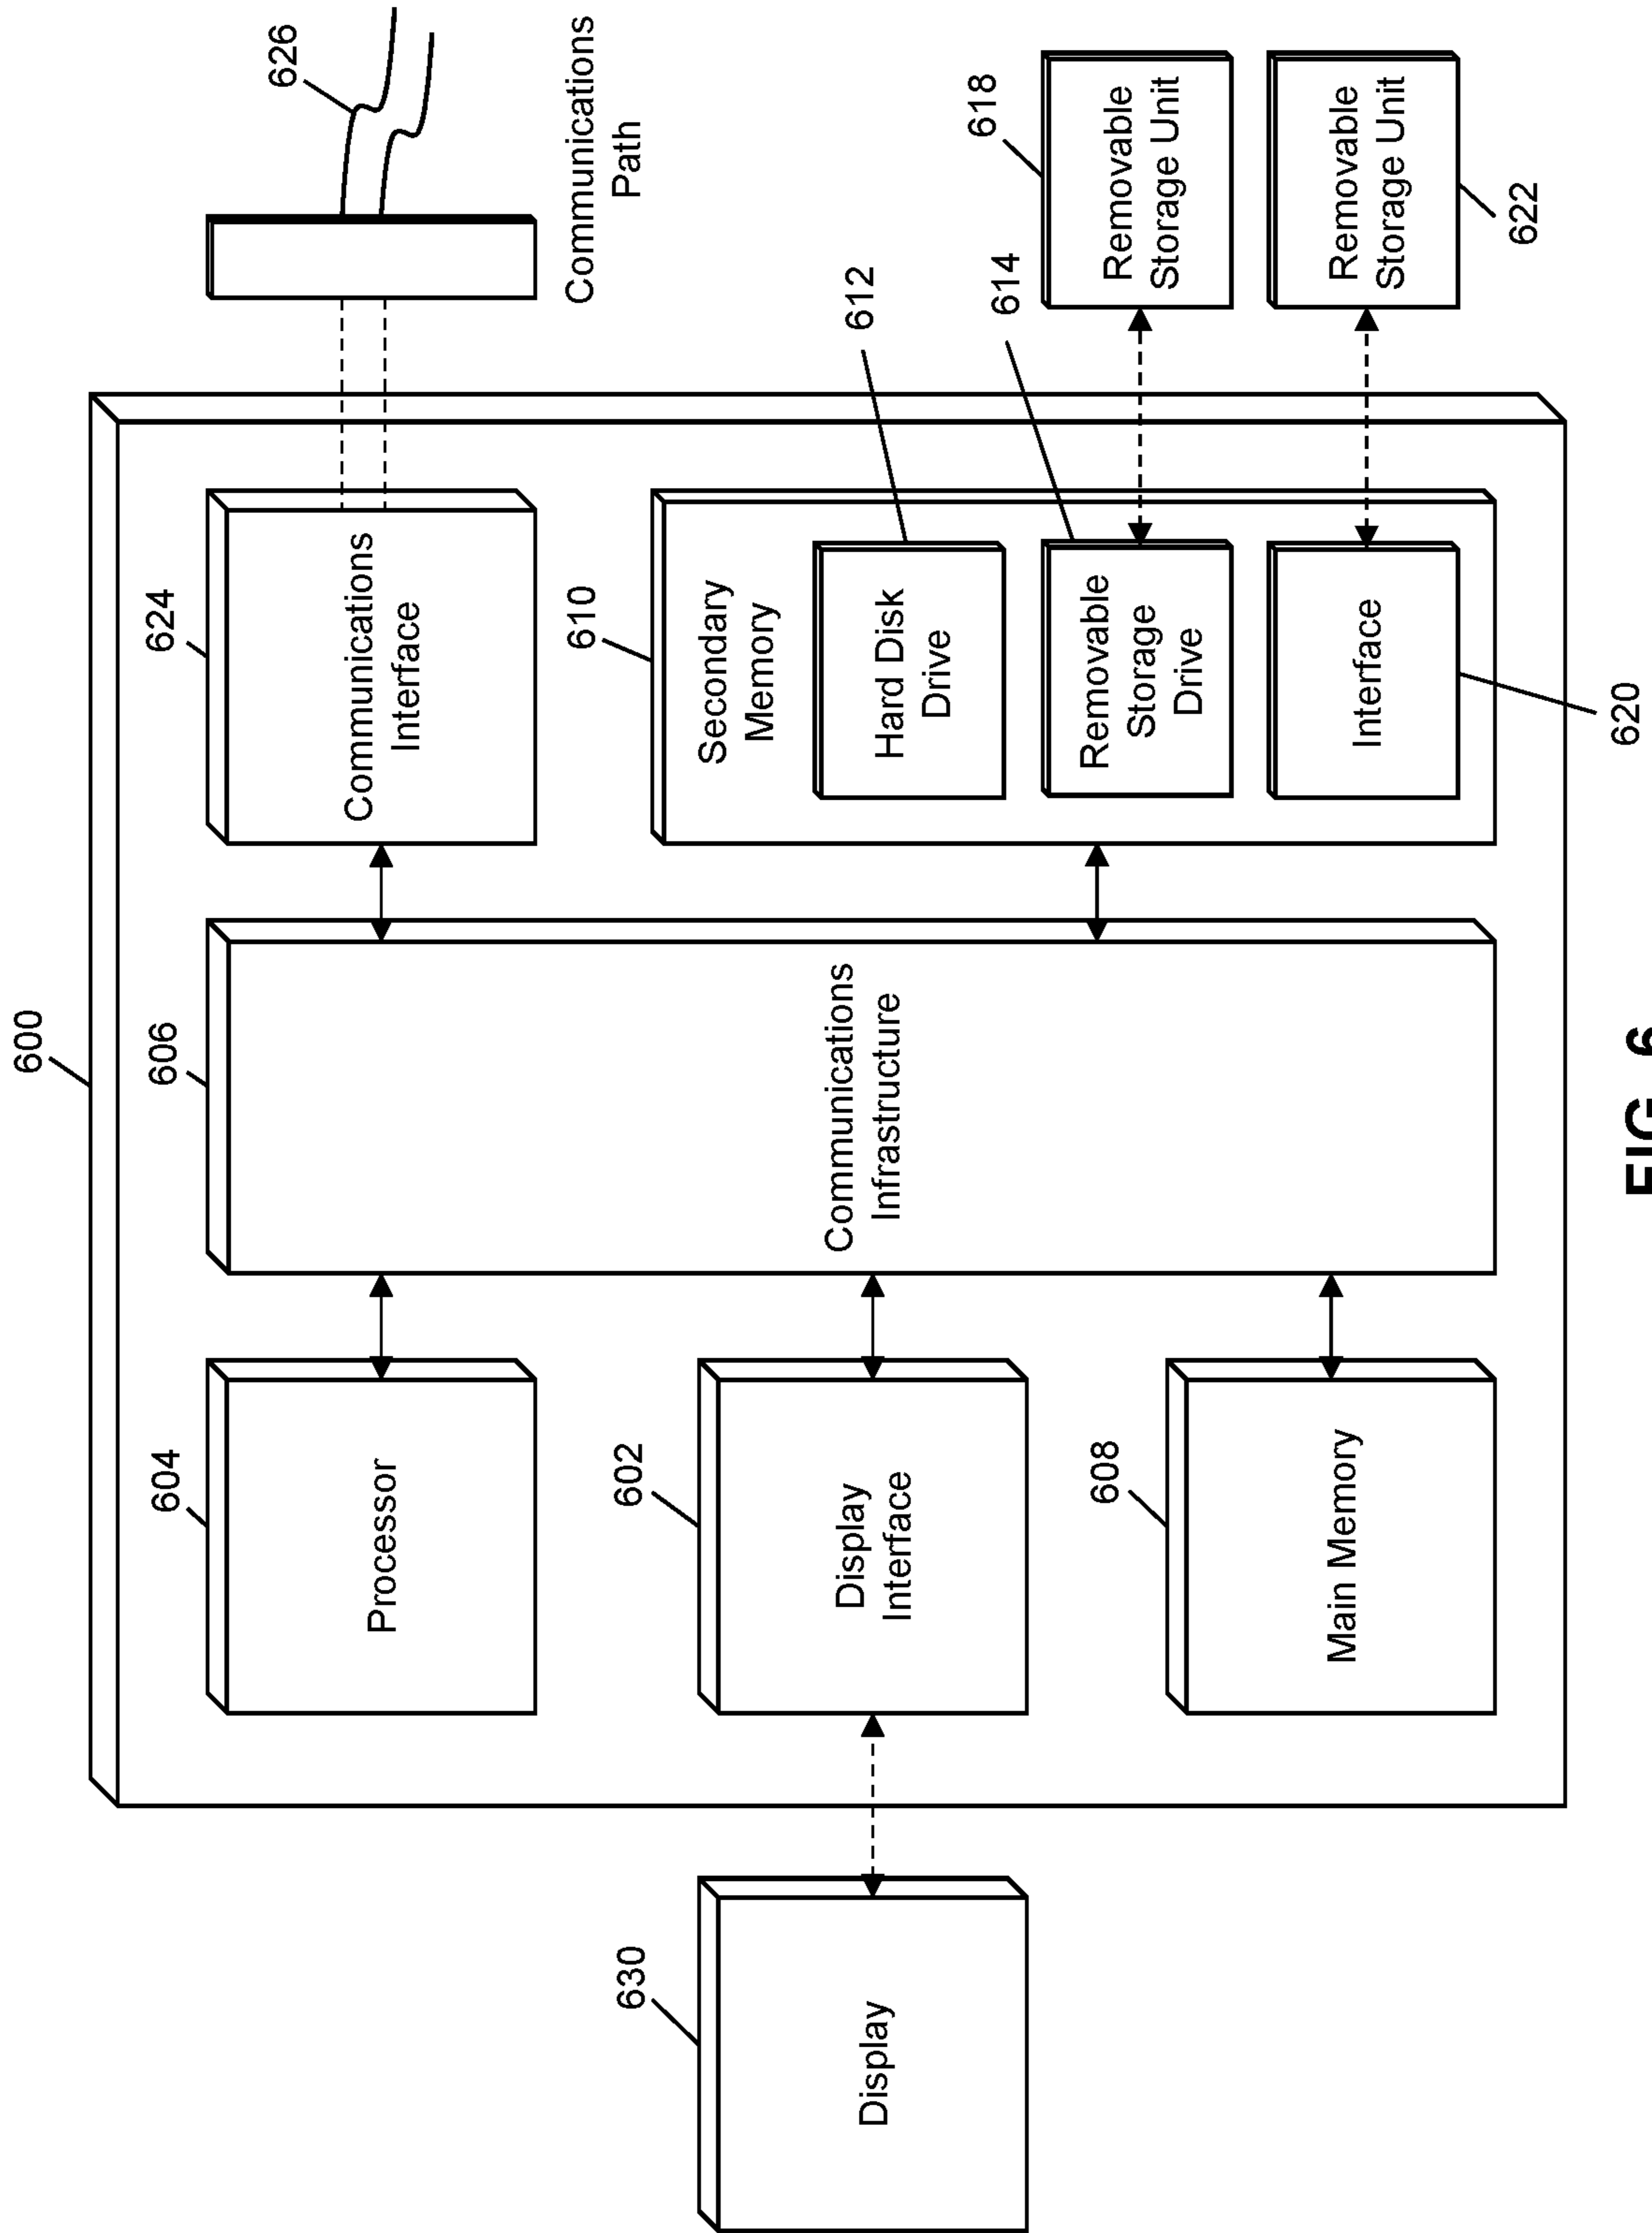 600
604
Processor
606
Communications
Infrastructure
624
Communications
Interface
626
Communications
Path
630
Display
602
Display
Interface
610
Secondary
Memory
612
Hard Disk
Drive
614
Removable
Storage
Drive
618
Removable
Storage Unit
608
Main Memory
Interface
620
Removable
Storage Unit
622
FIG. 6